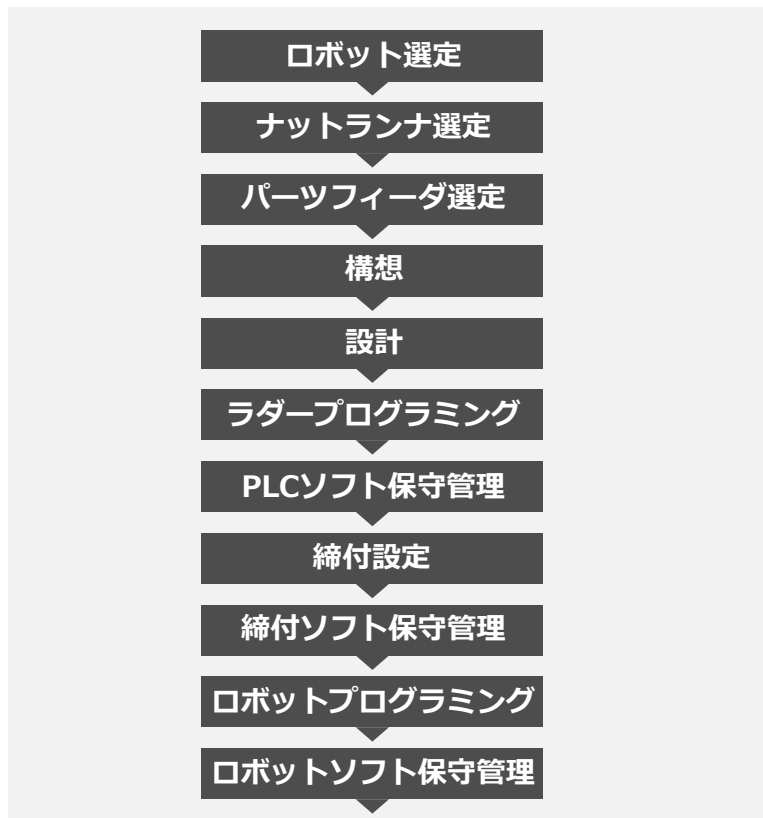 ロボット選定
ナットランナ選定
パーツフィーダ選定
構想
設計
ラダープログラミング
PLCソフト保守管理
締付設定
締付ソフト保守管理
ロボットプログラミング
ロボットソフト保守管理